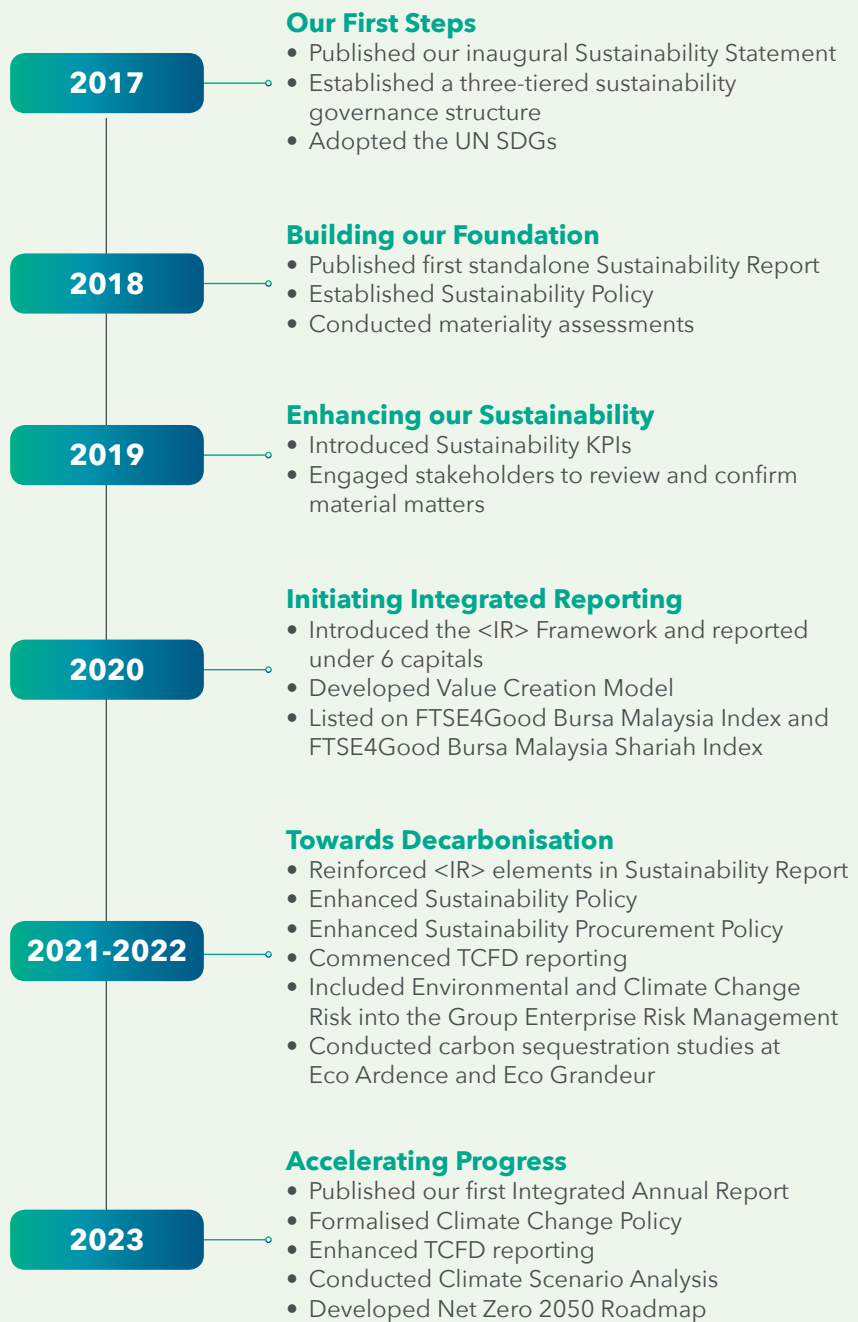 Our First Steps
2017
• Published our inaugural Sustainability Statement
• Established a three-tiered sustainability
governance structure
• Adopted the UN SDGs
Building our Foundation
2018
• Published first standalone Sustainability Report
• Established Sustainability Policy
• Conducted materiality assessments
Enhancing our Sustainability
2019
• Introduced Sustainability KPIs
• Engaged stakeholders to review and confirm
material matters
Initiating Integrated Reporting
2020
• Introduced the <IR> Framework and reported
under 6 capitals
• Developed Value Creation Model
• Listed on FTSE4Good Bursa Malaysia Index and
FTSE4Good Bursa Malaysia Shariah Index
Towards Decarbonisation
2021-2022
• Reinforced <IR> elements in Sustainability Report
• Enhanced Sustainability Policy
• Enhanced Sustainability Procurement Policy
• Commenced TCFD reporting
• Included Environmental and Climate Change
Risk into the Group Enterprise Risk Management
• Conducted carbon sequestration studies at
Eco Ardence and Eco Grandeur
Accelerating Progress
2023
• Published our first Integrated Annual Report
• Formalised Climate Change Policy
• Enhanced TCFD reporting
• Conducted Climate Scenario Analysis
• Developed Net Zero 2050 Roadmap